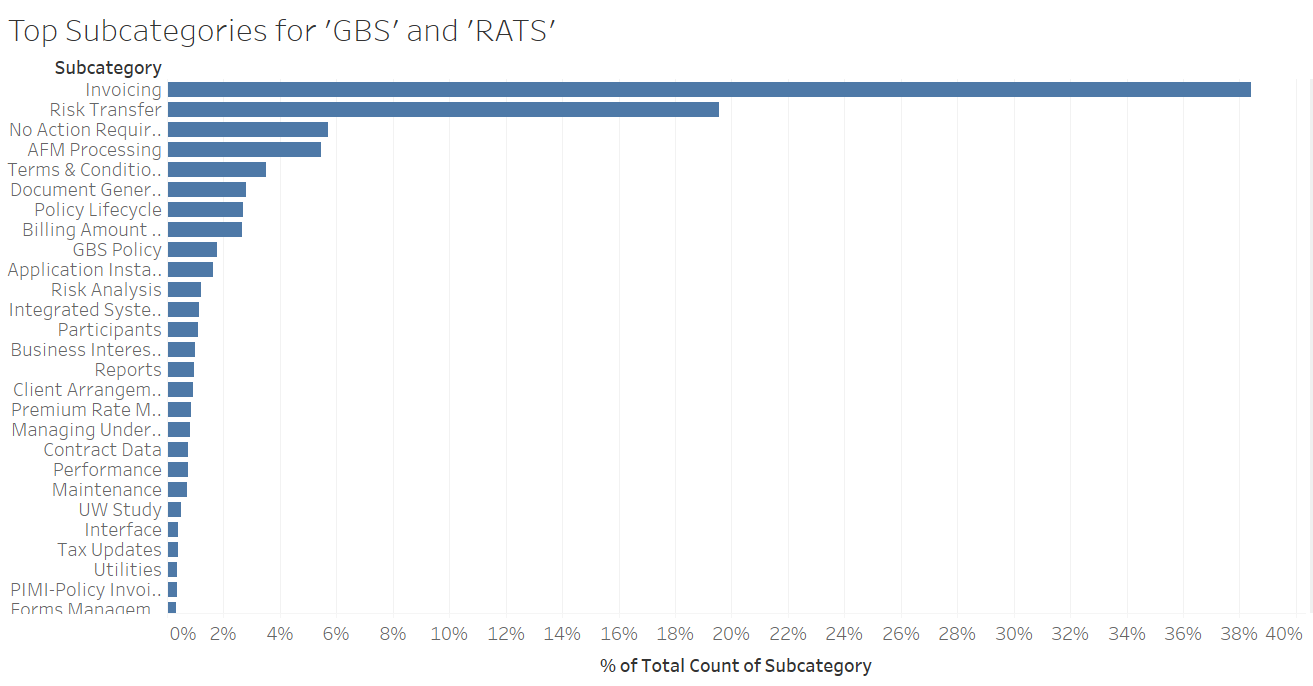 Top Subcategories for 'GBS' and 'RATS'
Subcategory
Invoicing
Risk Transfer
No Action Requir..
AFM Processing
Terms & Conditio..
Document Gener..
Policy Lifecycle
Billing Amount ..
GBS Policy
Application Insta..
Risk Analysis
Integrated Syste..
Participants
Business Interes..
Reports
Client Arrangem..
Premium Rate M..
Managing Under..
Contract Data
Performance
Maintenance
UW Study
Interface
Tax Updates
Utilities
PIMI-Policy Invoi..
Forms Managem..
0% 2% 4% 6% 8% 10% 12% 14% 16% 18% 20% 22% 24% 26% 28% 30% 32% 34% 36% 38% 40%
% of Total Count of Subcategory